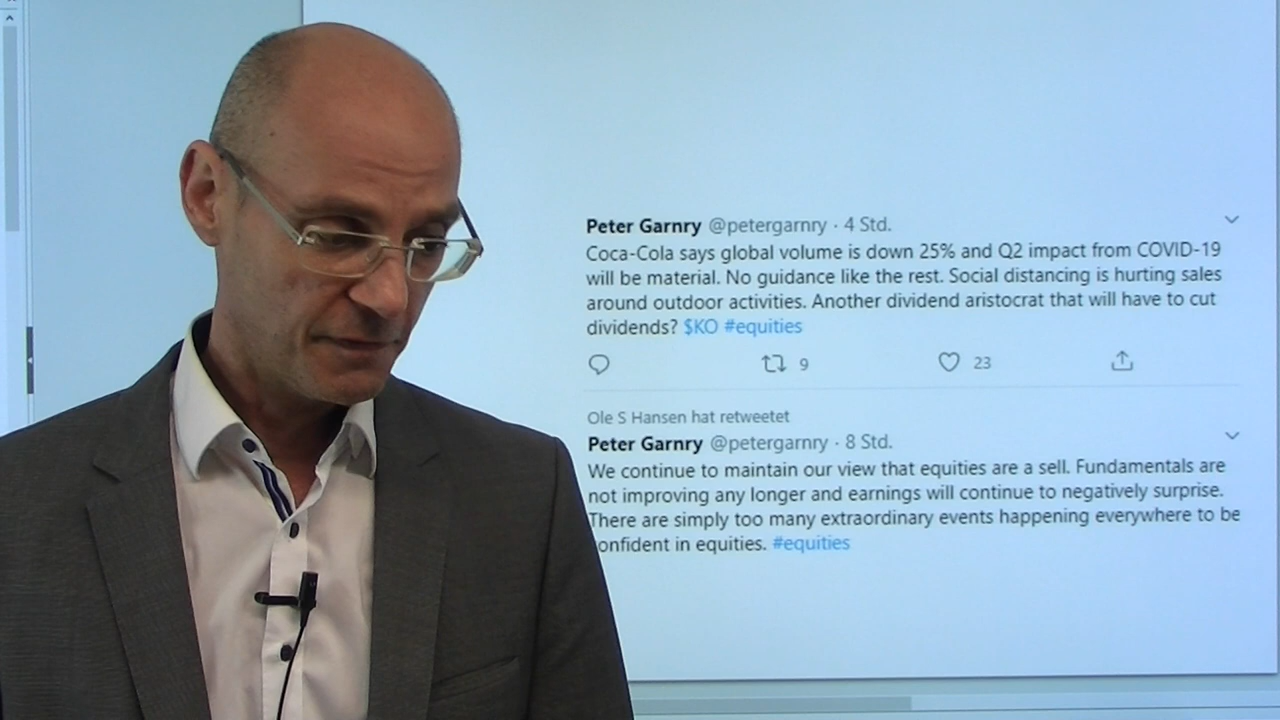 Peter Garnry @petergarnry · 4 Std.
Coca-Cola says global volume is down 25% and Q2 impact from COVID-19
will be material. No guidance like the rest. Social distancing is hurting sales
around outdoor activities. Another dividend aristocrat that will have to cut
dividends? $KO #equities
9 23
Ole S Hansen hat retweetet
Peter Garnry @petergarnry · 8 Std.
We continue to maintain our view that equities are a sell. Fundamentals are
not improving any longer and earnings will continue to negatively surprise.
There are simply too many extraordinary events happening everywhere to be
onfident in equities. #equities